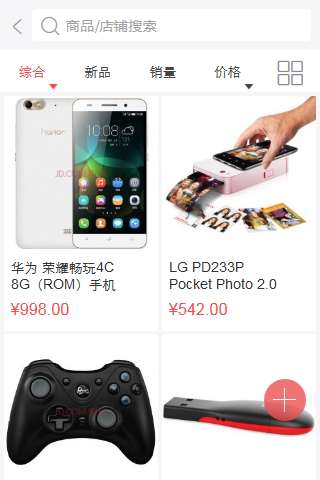 商品/店铺搜索
综合 新品 销量 价格
honor
10:08
JD.COM
华为 荣耀畅玩4C
8G（ROM）手机
¥998.00
LG PD233P
Pocket Photo 2.0
¥542.00